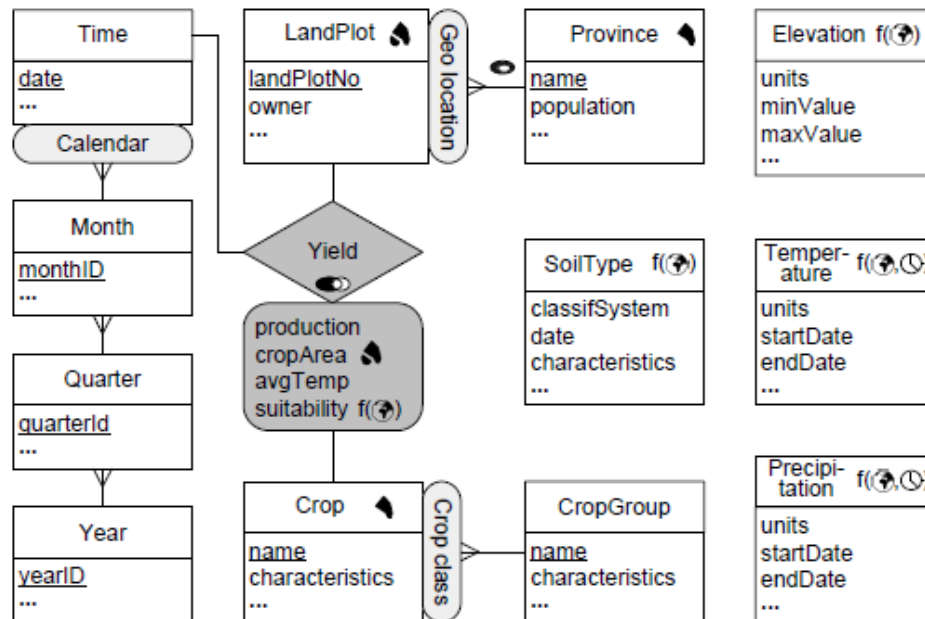 Time
date
...
Calendar
Month
monthID
...
Quarter
quarterId
...
Year
yearID
...
LandPlot
landPlotNo
owner
...
Geo location
Province
name
population
...
Yield
production
cropArea
avgTemp
suitability f( )
Crop
name
characteristics
...
Crop class
CropGroup
name
characteristics
...
SoilType f( )
classifSystem
date
characteristics
...
Elevation f( )
units
minValue
maxValue
...
Temper-
ature f( , )
units
startDate
endDate
...
Precipi-
tation f( , )
units
startDate
endDate
...